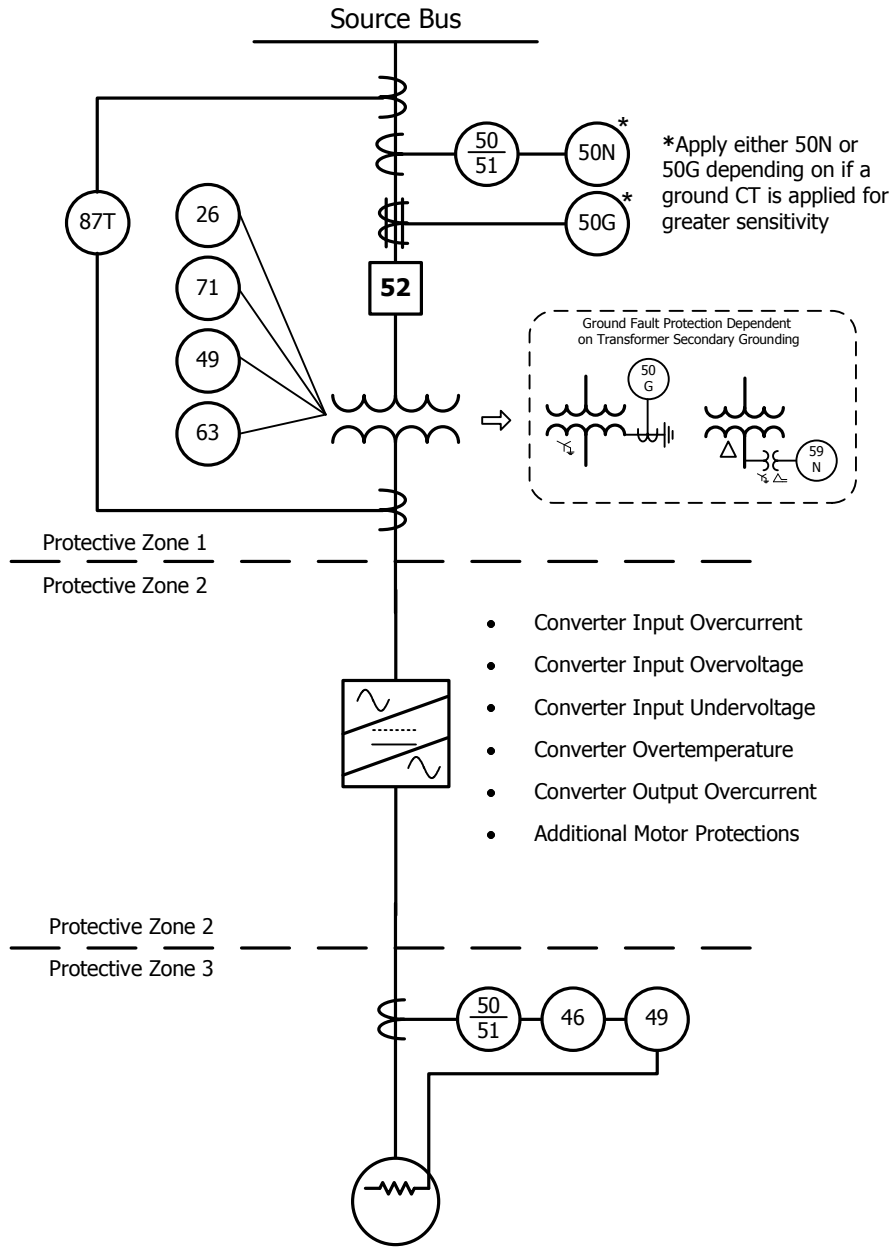 Source Bus
50
51
50N
*
*Apply either 50N or
50G depending on if a
ground CT is applied for
greater sensitivity
87T
26
50G
*
71
52
49
63
Ground Fault Protection Dependent
on Transformer Secondary Grounding
50
G
59
N
Protective Zone 1
Protective Zone 2
• Converter Input Overcurrent
• Converter Input Overvoltage
• Converter Input Undervoltage
• Converter Overtemperature
• Converter Output Overcurrent
• Additional Motor Protections
Protective Zone 2
Protective Zone 3
50
51
46
49